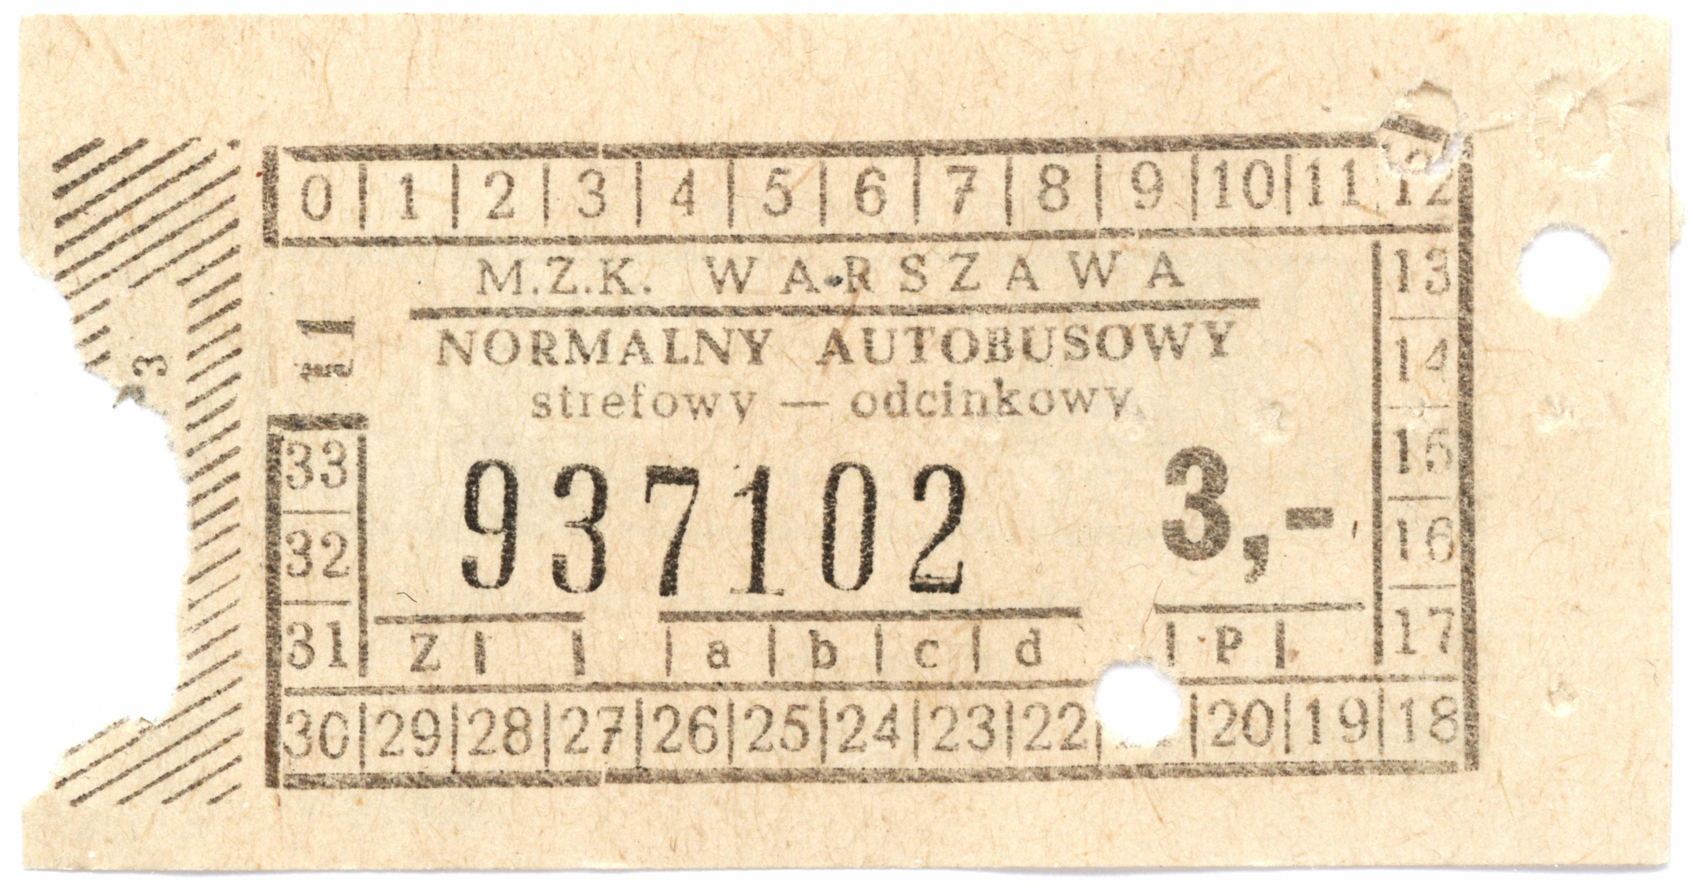 0 1 2 3 4 5 6 7 8 9 10 11 12
M.Z.K. WARSZAWA
13
NORMALNY AUTOBUSOWY
t1
14
3
strefowy — odcinkowy
33
937102
3,-
15
32
16
31
Z a b c d P
17
30 29 28 27 26 25 24 23 22 20 19 18